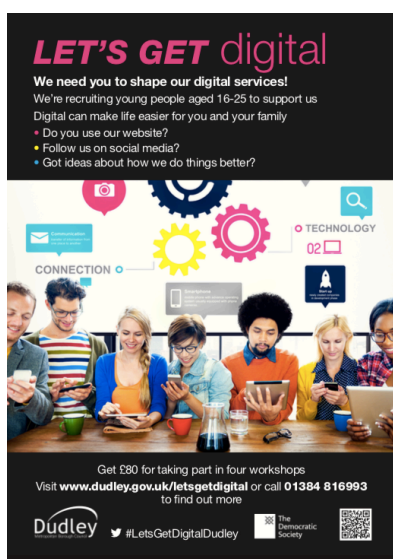 LET'S GET digital
We need you to shape our digital services!
We're recruiting young people aged 16-25 to support us
Digital can make life easier for you and your family
• Do you use our website?
• Follow us on social media?
• Got ideas about how we do things better?
Communication
TECHNOLOGY
02
CONNECTION
Smartphone
Start-up
Get £80 for taking part in four workshops
Visit www.dudley.gov.uk/letsgetdigital or call 01384 816993
to find out more
Dudley
Metropolitan Borough Council
#LetsGetDigitalDudley
The
Democratic
Society